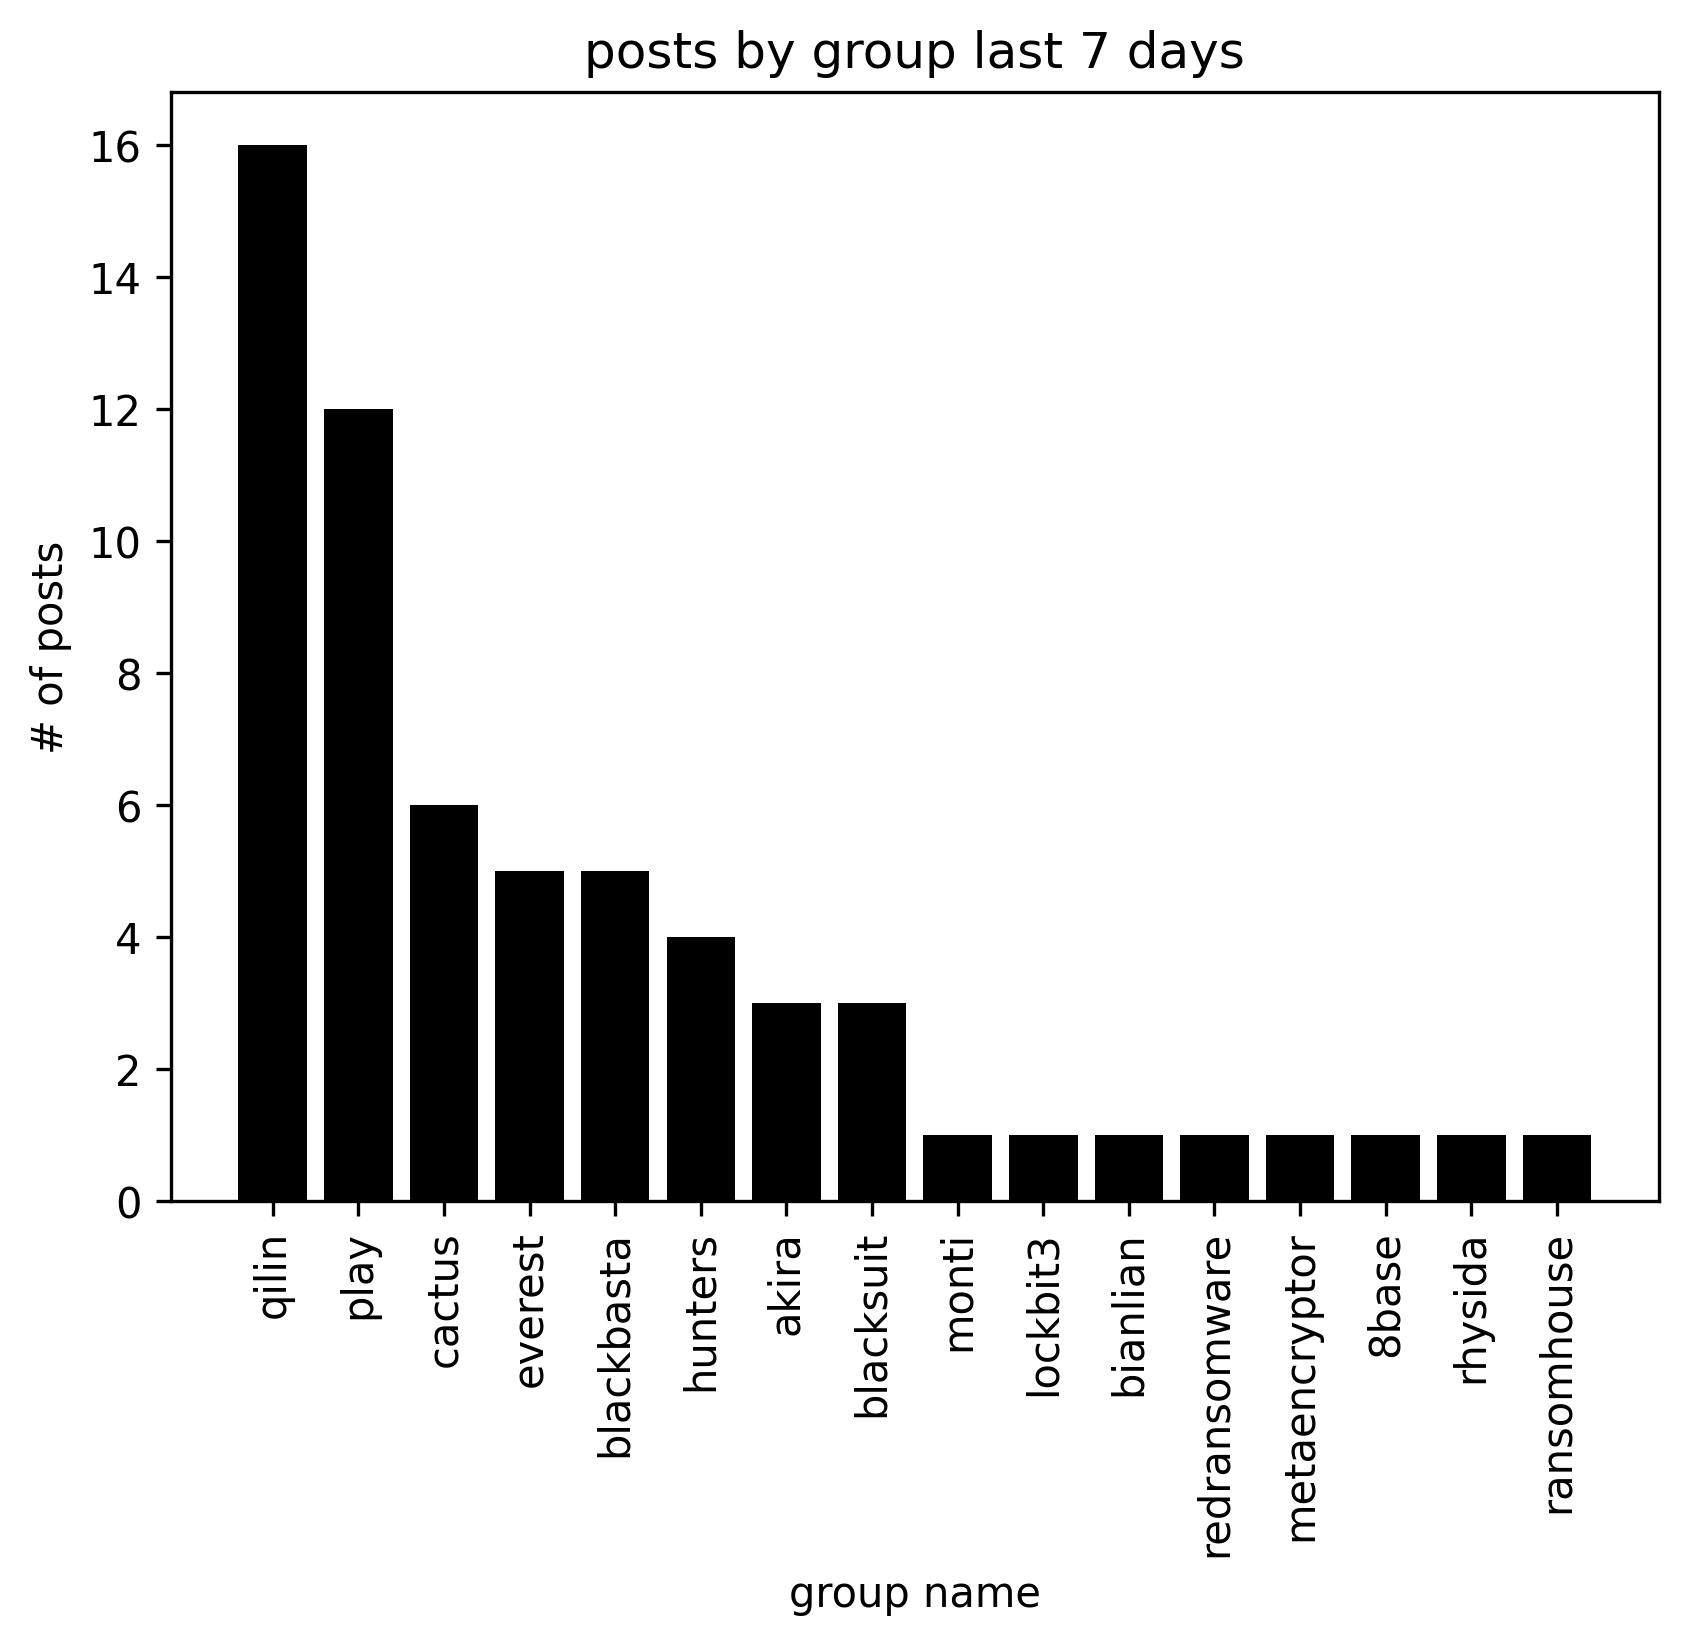 posts by group last 7 days
# of posts
16
14
12
10
8
6
4
2
0
qilin
play
cactus
everest
blackbasta
hunters
akira
blacksuit
monti
lockbit3
bianlian
redransomware
metaencryptor
8base
rhysida
ransomhouse
group name